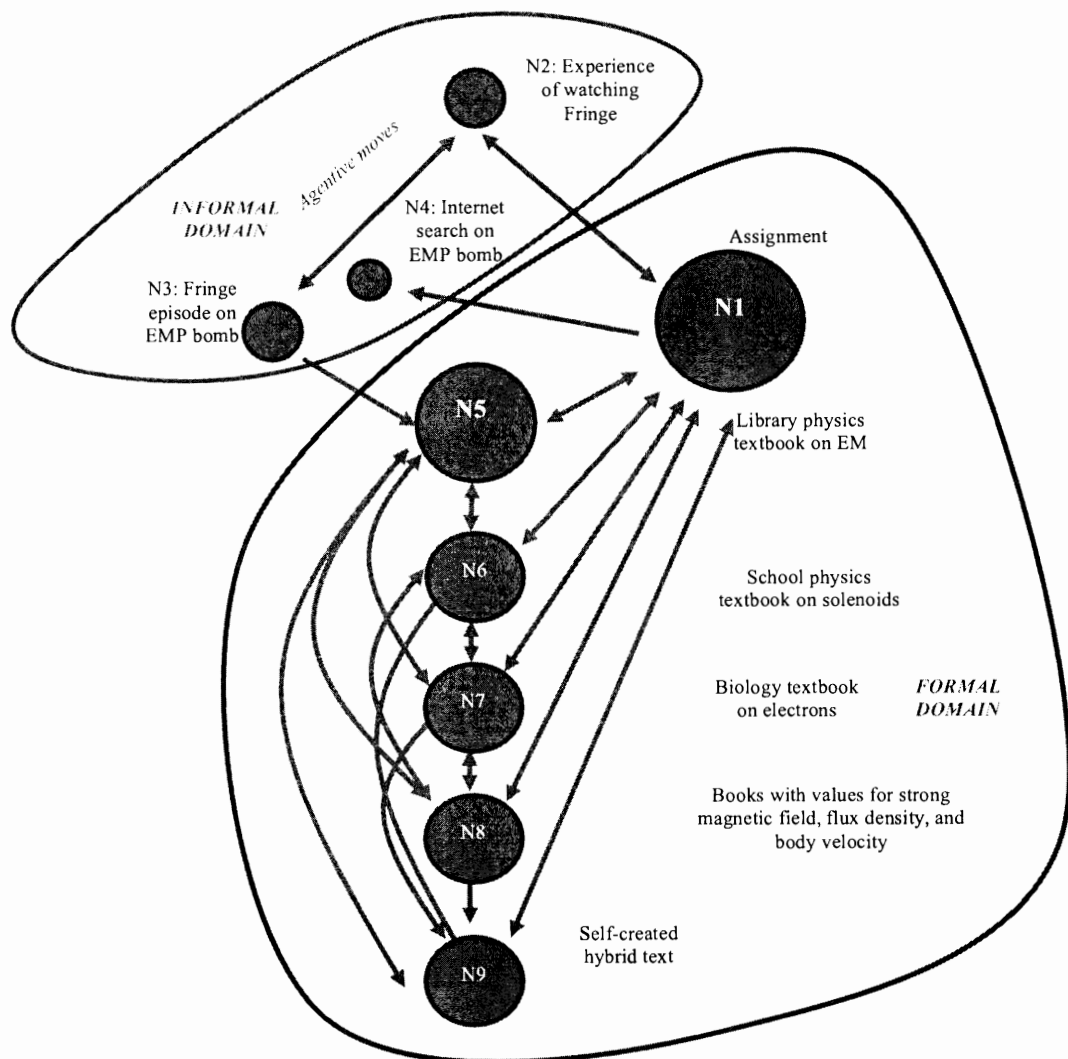 N2: Experience
of watching
Fringe
Agentive moves
INFORMAL
DOMAIN
N4: Internet
search on
EMP bomb
N3: Fringe
episode on
EMP bomb
Assignment
N1
N5
Library physics
textbook on EM
N6
School physics
textbook on solenoids
N7
Biology textbook
on electrons
FORMAL
DOMAIN
N8
Books with values for strong
magnetic field, flux density, and
body velocity
Self-created
hybrid text
N9